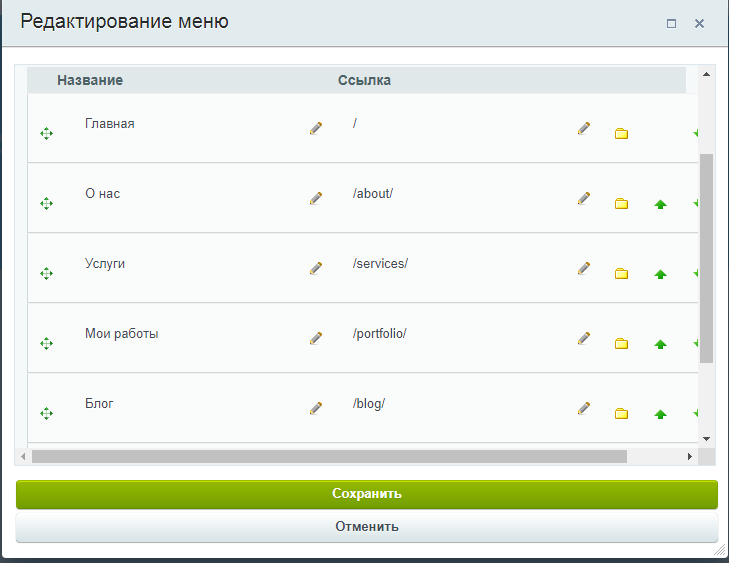 Редактирование меню
Название Ссылка
Главная /
О нас /about/
Услуги /services/
Мои работы /portfolio/
Блог /blog/
Сохранить
Отменить